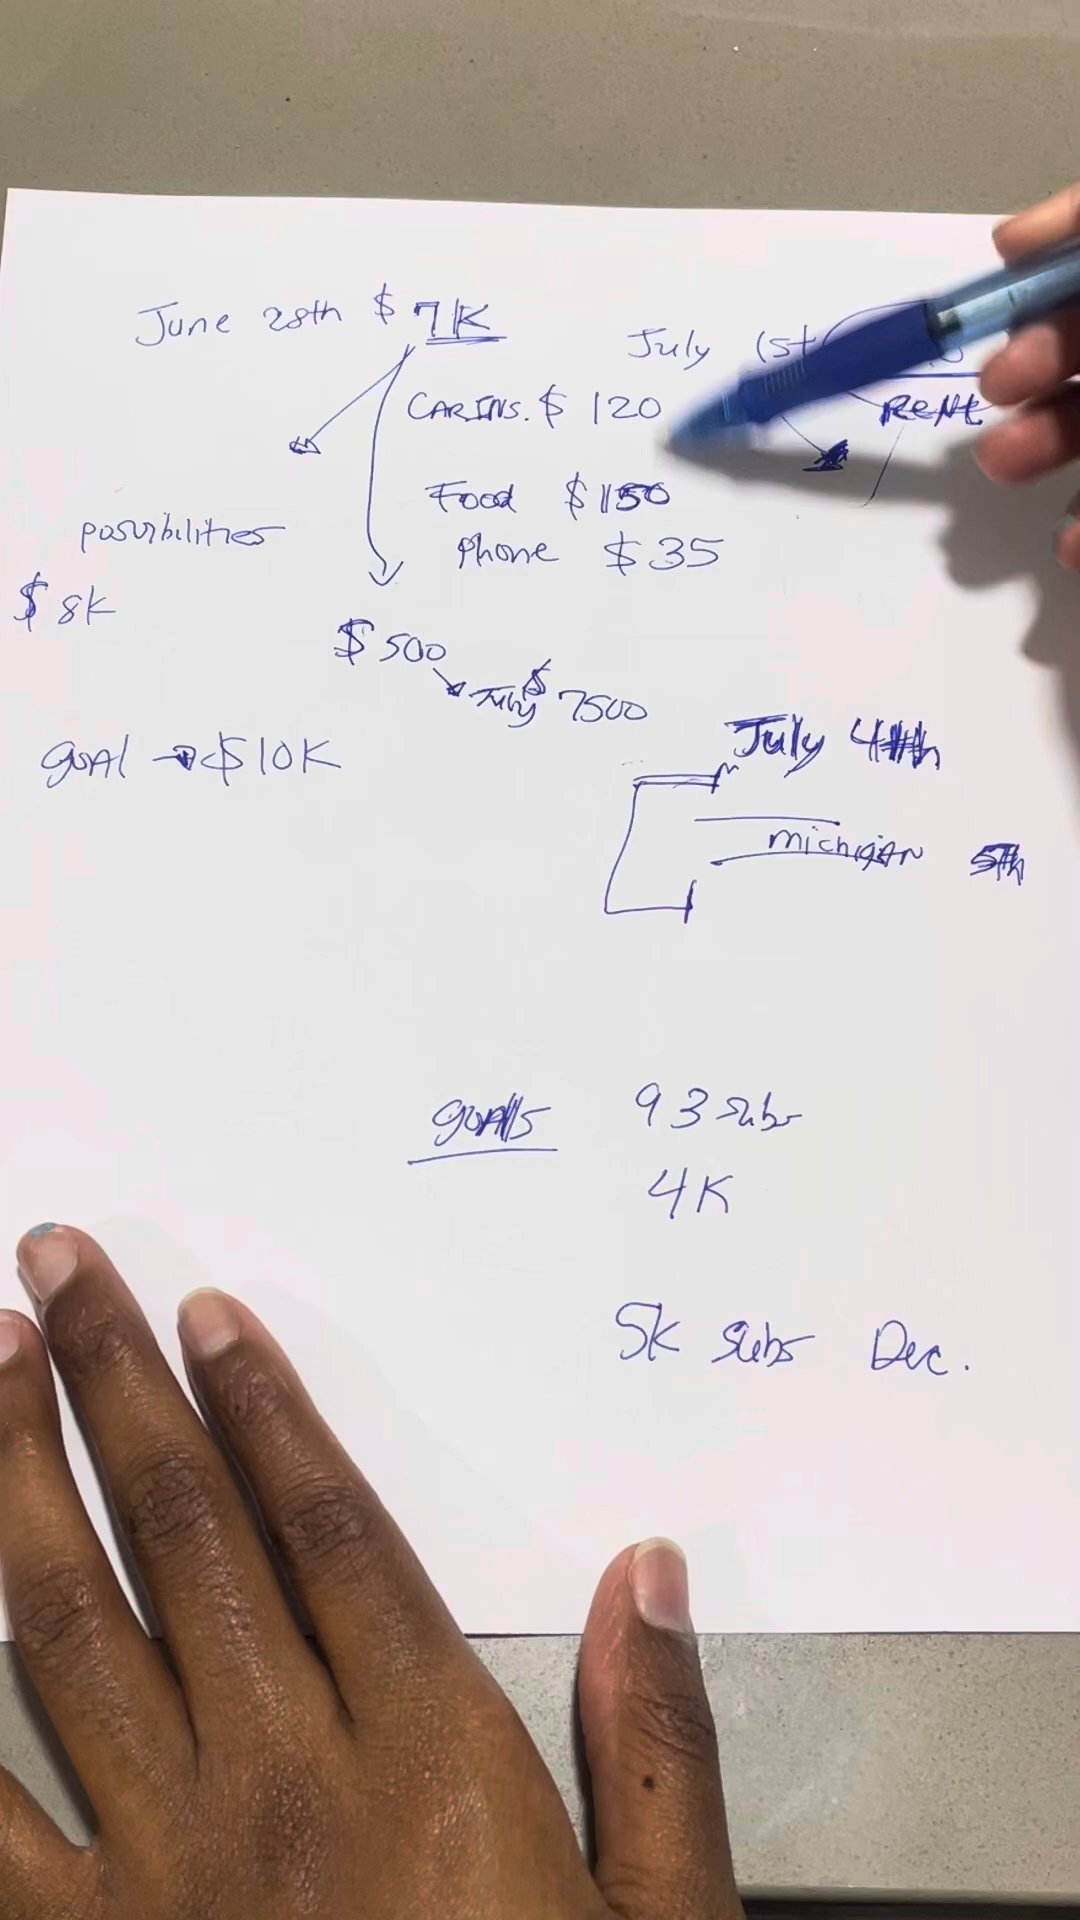 June 28th $ 7K
July 1st
CAR INS. $ 120
RENt
Food $150
possibilities
Phone $35
$ 8K
$ 500
July $ 7500
July 4th
goal → $10K
michigan 5th
goals 93 subs
4K
5k subs Dec.